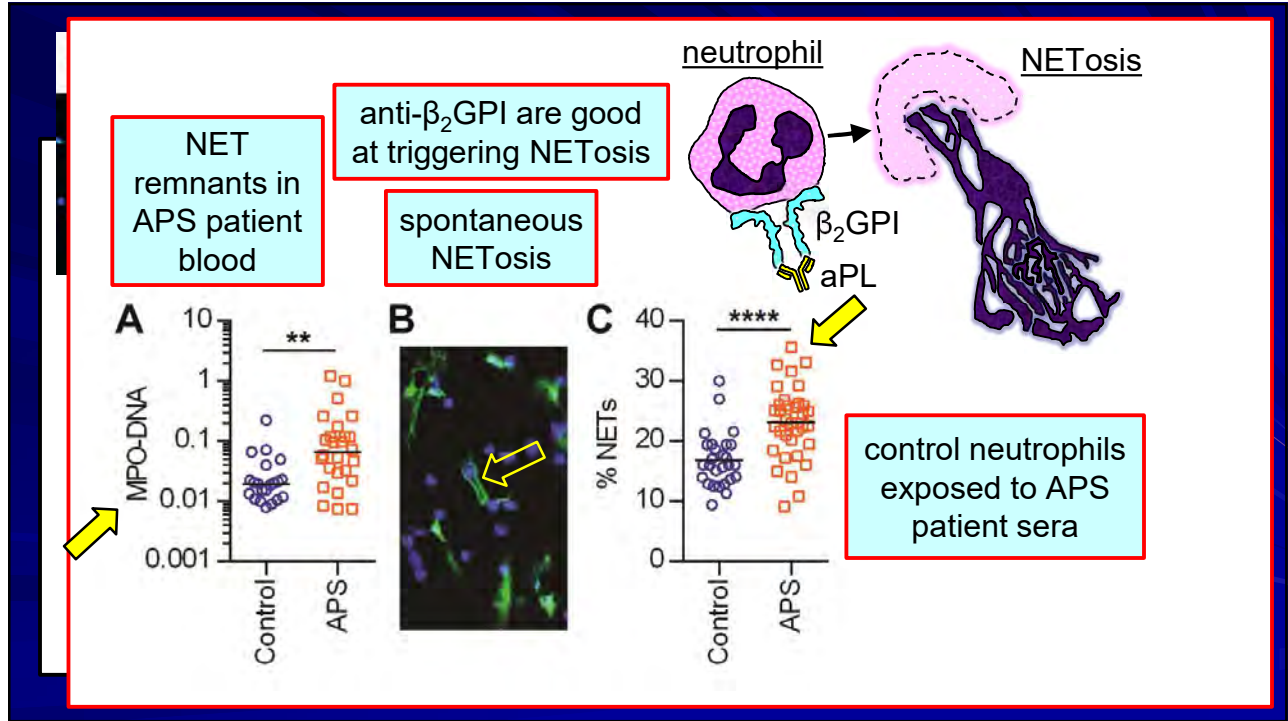 neutrophil
NETosis
anti-β₂GPI are good
at triggering NETosis
NET
remnants in
APS patient
blood
spontaneous
NETosis
β₂GPI
aPL
A
10
1
0.1
0.01
0.001
MPO-DNA
**
Control
APS
B
C
40
30
20
10
0
% NETs
****
Control
APS
control neutrophils
exposed to APS
patient sera